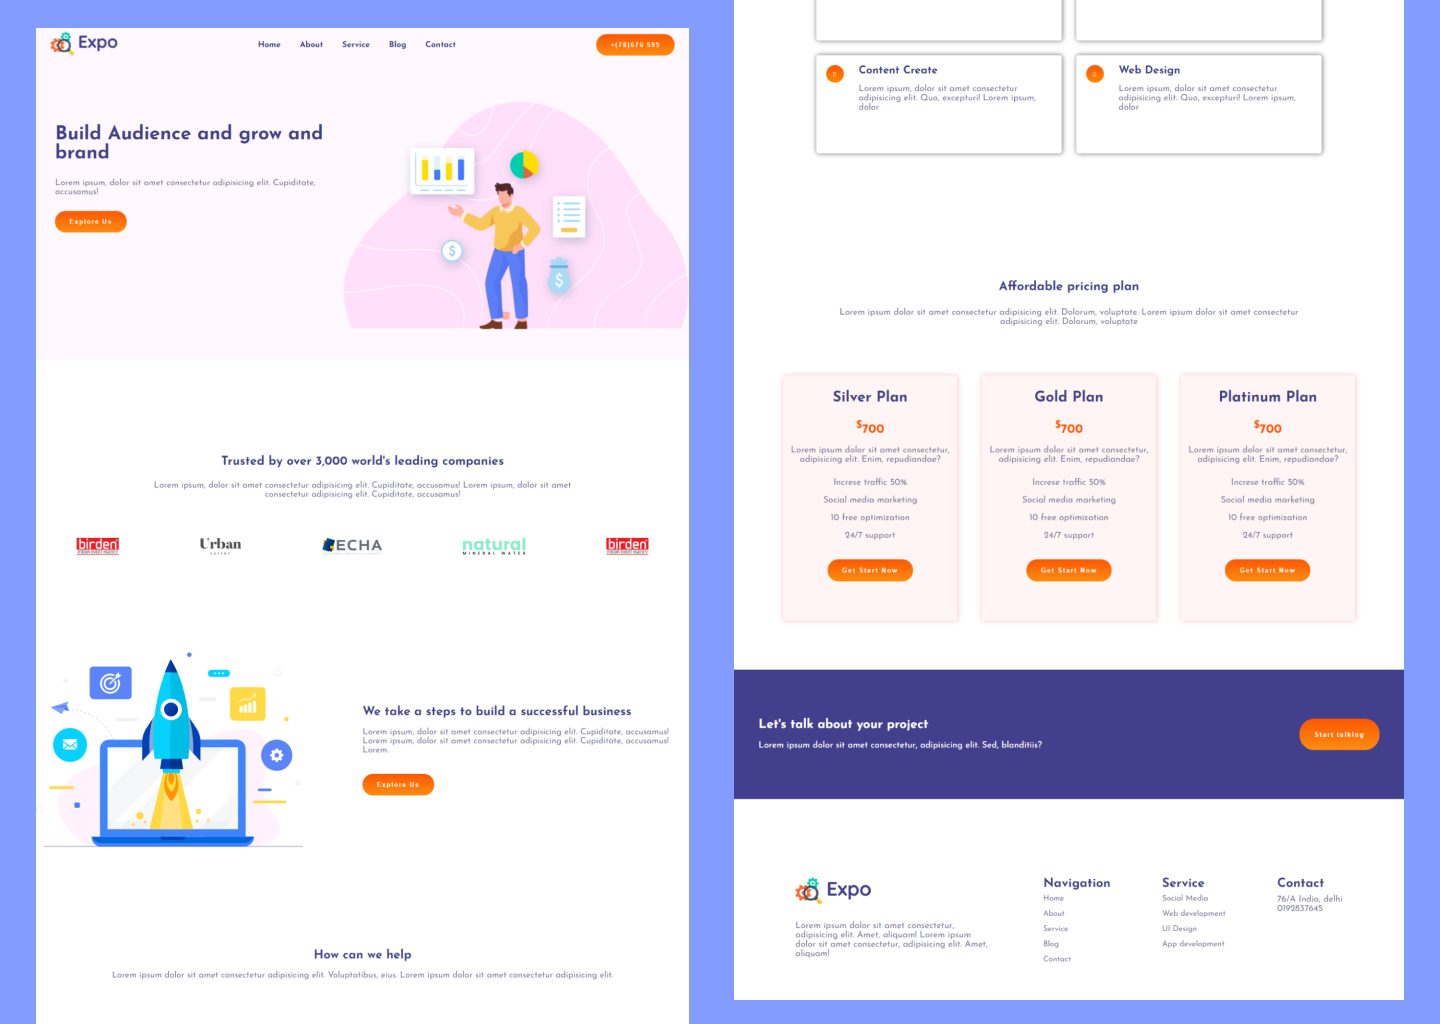 Expo
Home About Service Blog Contact
+(78)676 595
Build Audience and grow and
brand
Lorem ipsum, dolor sit amet consectetur adipisicing elit. Cupiditate,
accusamus!
Explore Us
$
$
Trusted by over 3,000 world's leading companies
Lorem ipsum, dolor sit amet consectetur adipisicing elit. Cupiditate, accusamus! Lorem ipsum, dolor sit amet
consectetur adipisicing elit. Cupiditate, accusamus!
birden
Urban
EATERY
ECHA
natural
MINERAL WATER
birden
We take a steps to build a successful business
Lorem ipsum, dolor sit amet consectetur adipisicing elit. Cupiditate, accusamus!
Lorem ipsum, dolor sit amet consectetur adipisicing elit. Cupiditate, accusamus!
Lorem.
Explore Us
How can we help
Lorem ipsum dolor sit amet consectetur adipisicing elit. Voluptatibus, eius. Lorem ipsum dolor sit amet consectetur adipisicing elit.
Content Create
Lorem ipsum, dolor sit amet consectetur
adipisicing elit. Quo, excepturi! Lorem ipsum,
dolor
Web Design
Lorem ipsum, dolor sit amet consectetur
adipisicing elit. Quo, excepturi! Lorem ipsum,
dolor
Affordable pricing plan
Lorem ipsum dolor sit amet consectetur adipisicing elit. Dolorum, voluptate. Lorem ipsum dolor sit amet consectetur
adipisicing elit. Dolorum, voluptate
Silver Plan
$700
Lorem ipsum dolor sit amet consectetur,
adipisicing elit. Enim, repudiandae?
Increse traffic 50%
Social media marketing
10 free optimization
24/7 support
Get Start Now
Gold Plan
$700
Lorem ipsum dolor sit amet consectetur,
adipisicing elit. Enim, repudiandae?
Increse traffic 50%
Social media marketing
10 free optimization
24/7 support
Get Start Now
Platinum Plan
$700
Lorem ipsum dolor sit amet consectetur,
adipisicing elit. Enim, repudiandae?
Increse traffic 50%
Social media marketing
10 free optimization
24/7 support
Get Start Now
Let's talk about your project
Lorem ipsum dolor sit amet consectetur, adipisicing elit. Sed, blanditiis?
Start talking
Expo
Lorem ipsum dolor sit amet consectetur,
adipisicing elit. Amet, aliquam! Lorem ipsum
dolor sit amet consectetur, adipisicing elit. Amet,
aliquam!
Navigation
Home
About
Service
Blog
Contact
Service
Social Media
Web development
UI Design
App development
Contact
76/A India, delhi
0192837645